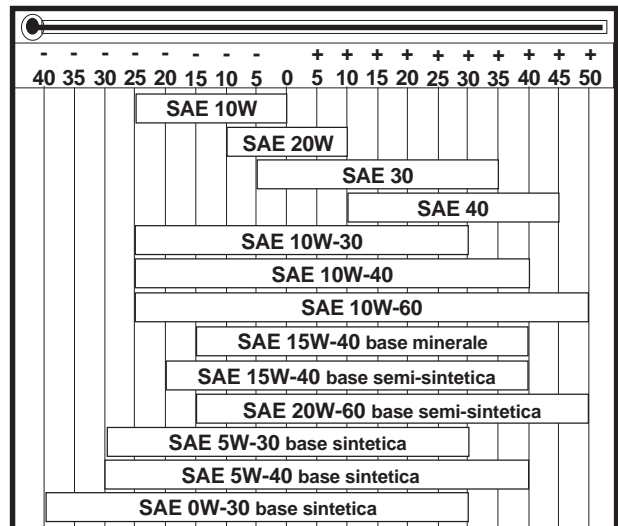 - - - - - - - - + + + + + + + + + +
40 35 30 25 20 15 10 5 0 5 10 15 20 25 30 35 40 45 50
SAE 10W
SAE 20W
SAE 30
SAE 40
SAE 10W-30
SAE 10W-40
SAE 10W-60
SAE 15W-40 base minerale
SAE 15W-40 base semi-sintetica
SAE 20W-60 base semi-sintetica
SAE 5W-30 base sintetica
SAE 5W-40 base sintetica
SAE 0W-30 base sintetica